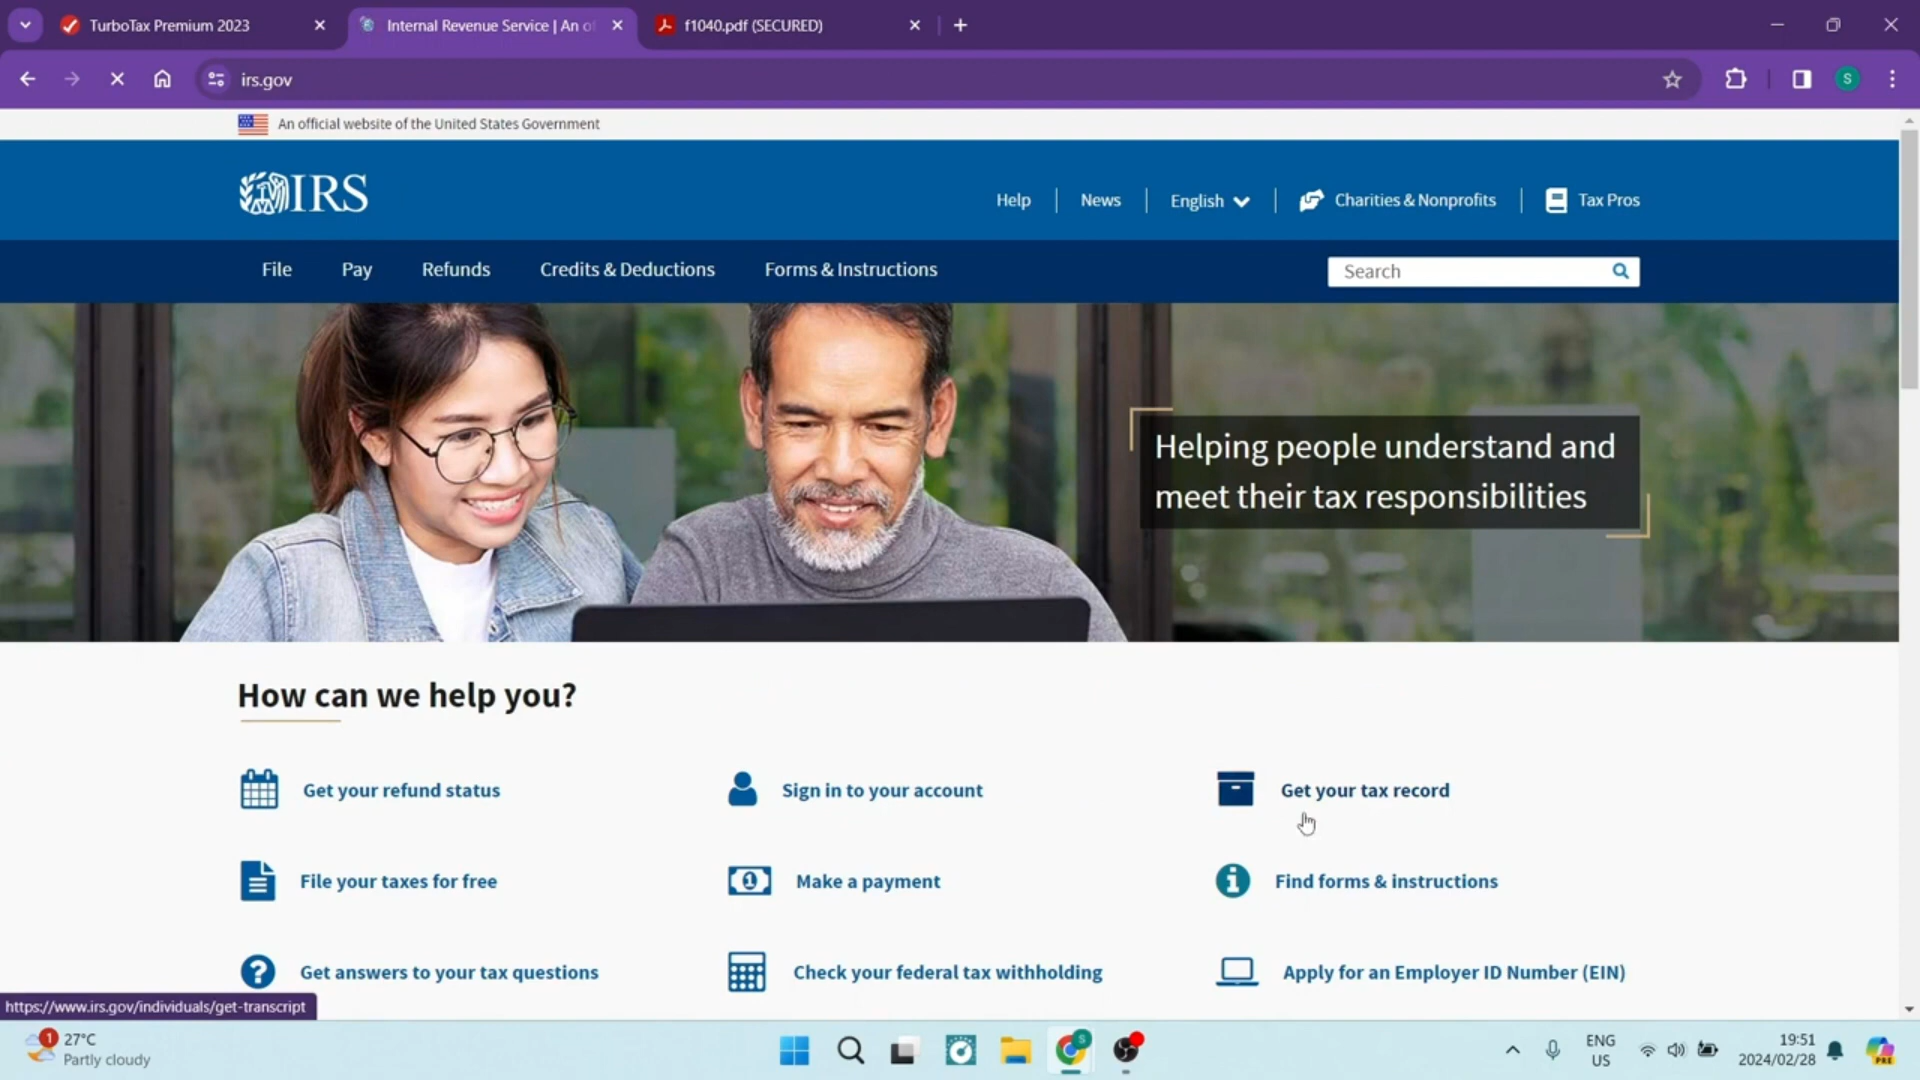 TurboTax Premium 2023
Internal Revenue Service | An of
f1040.pdf (SECURED)
irs.gov
S
An official website of the United States Government
IRS
Help
News
English
Charities & Nonprofits
Tax Pros
File
Pay
Refunds
Credits & Deductions
Forms & Instructions
Search
Helping people understand and
meet their tax responsibilities
How can we help you?
Get your refund status
Sign in to your account
Get your tax record
File your taxes for free
Make a payment
Find forms & instructions
Get answers to your tax questions
Check your federal tax withholding
Apply for an Employer ID Number (EIN)
https://www.irs.gov/individuals/get-transcript
1
27°C
Partly cloudy
S
ENG
US
19:51
2024/02/28
PRE